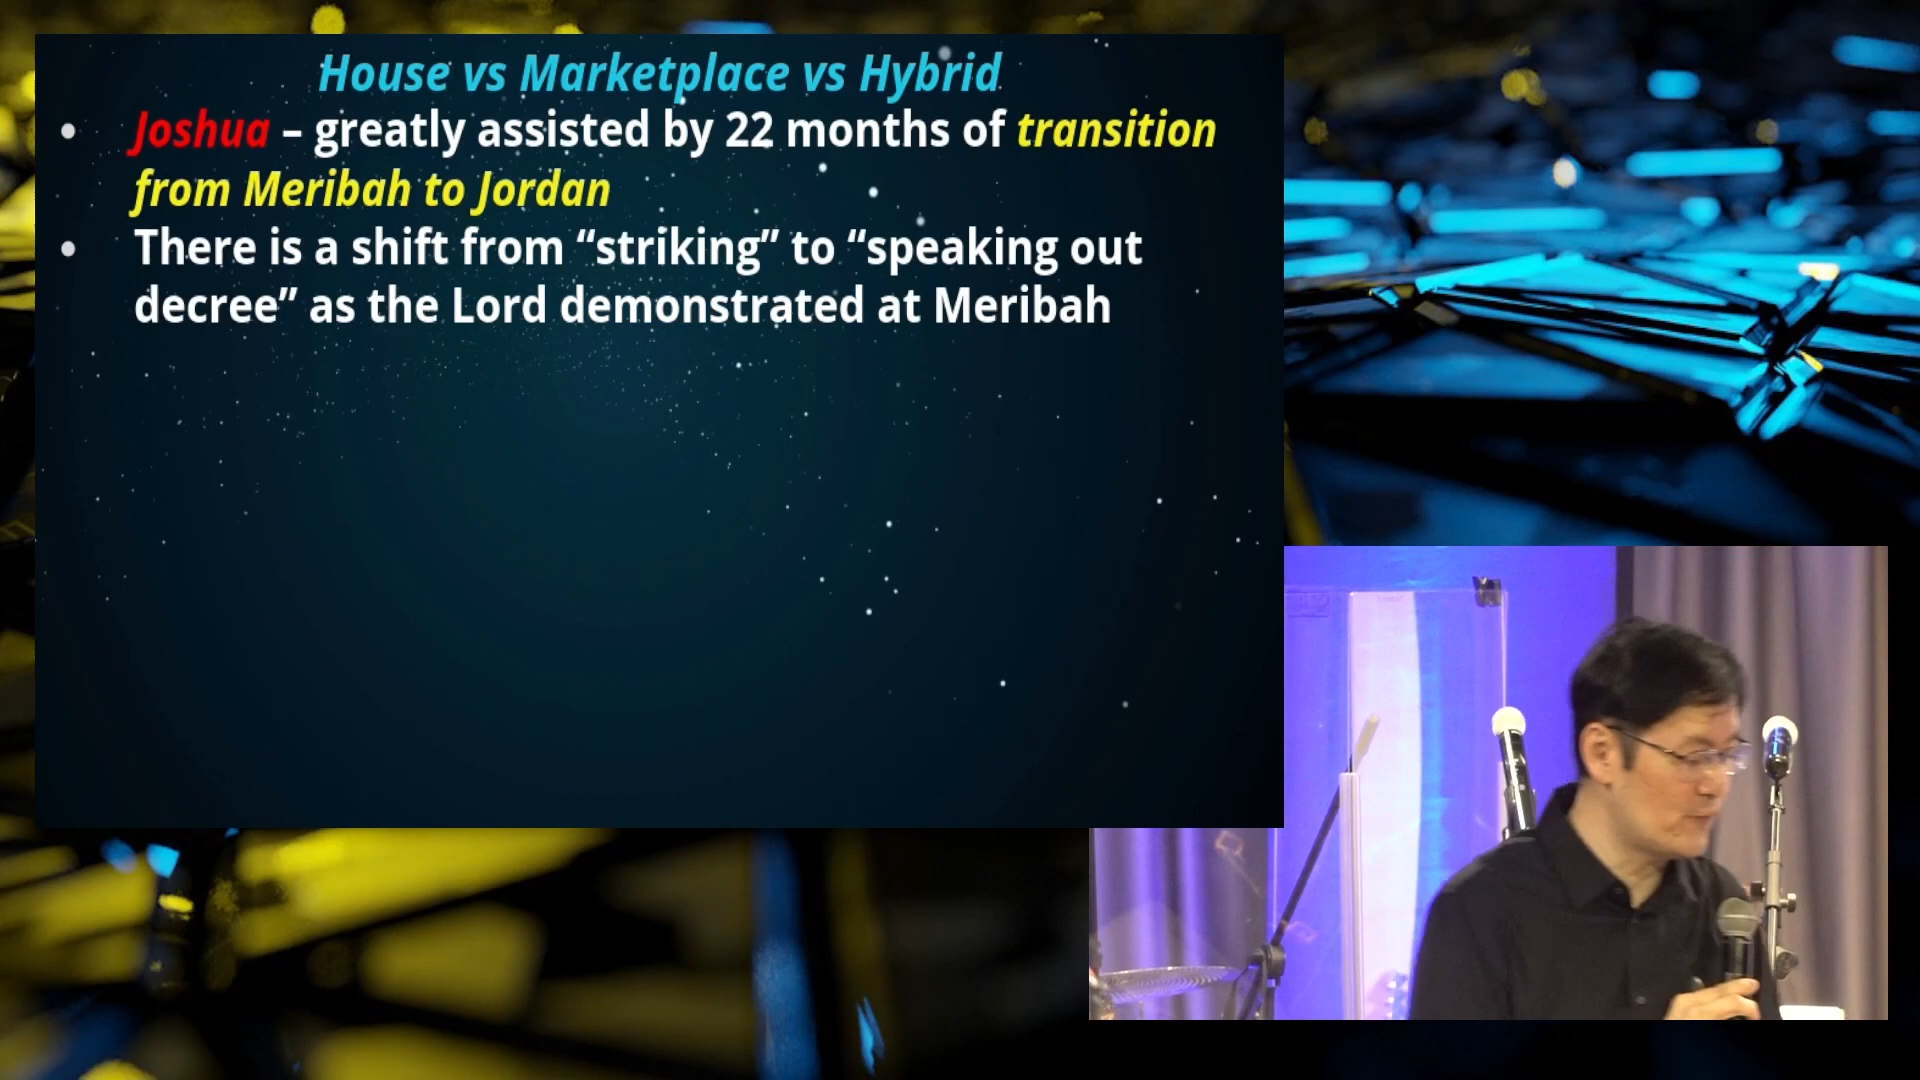 House vs Marketplace vs Hybrid
• Joshua – greatly assisted by 22 months of transition
from Meribah to Jordan
• There is a shift from “striking” to “speaking out
decree” as the Lord demonstrated at Meribah